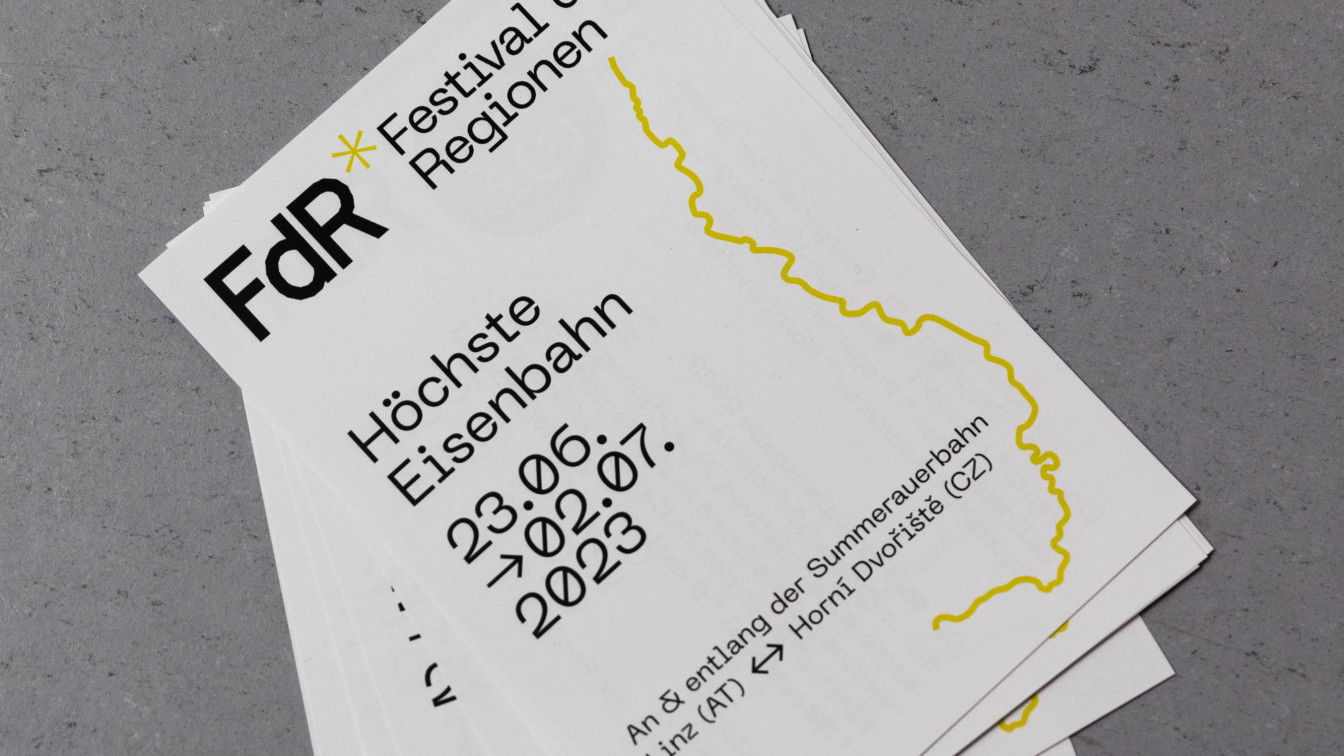 FdR* Festival
Regionen
Höchste
Eisenbahn
23.06.
→02.07.
2023
An & entlang der Summerauerbahn
Linz (AT) ↔ Horní Dvořiště (CZ)